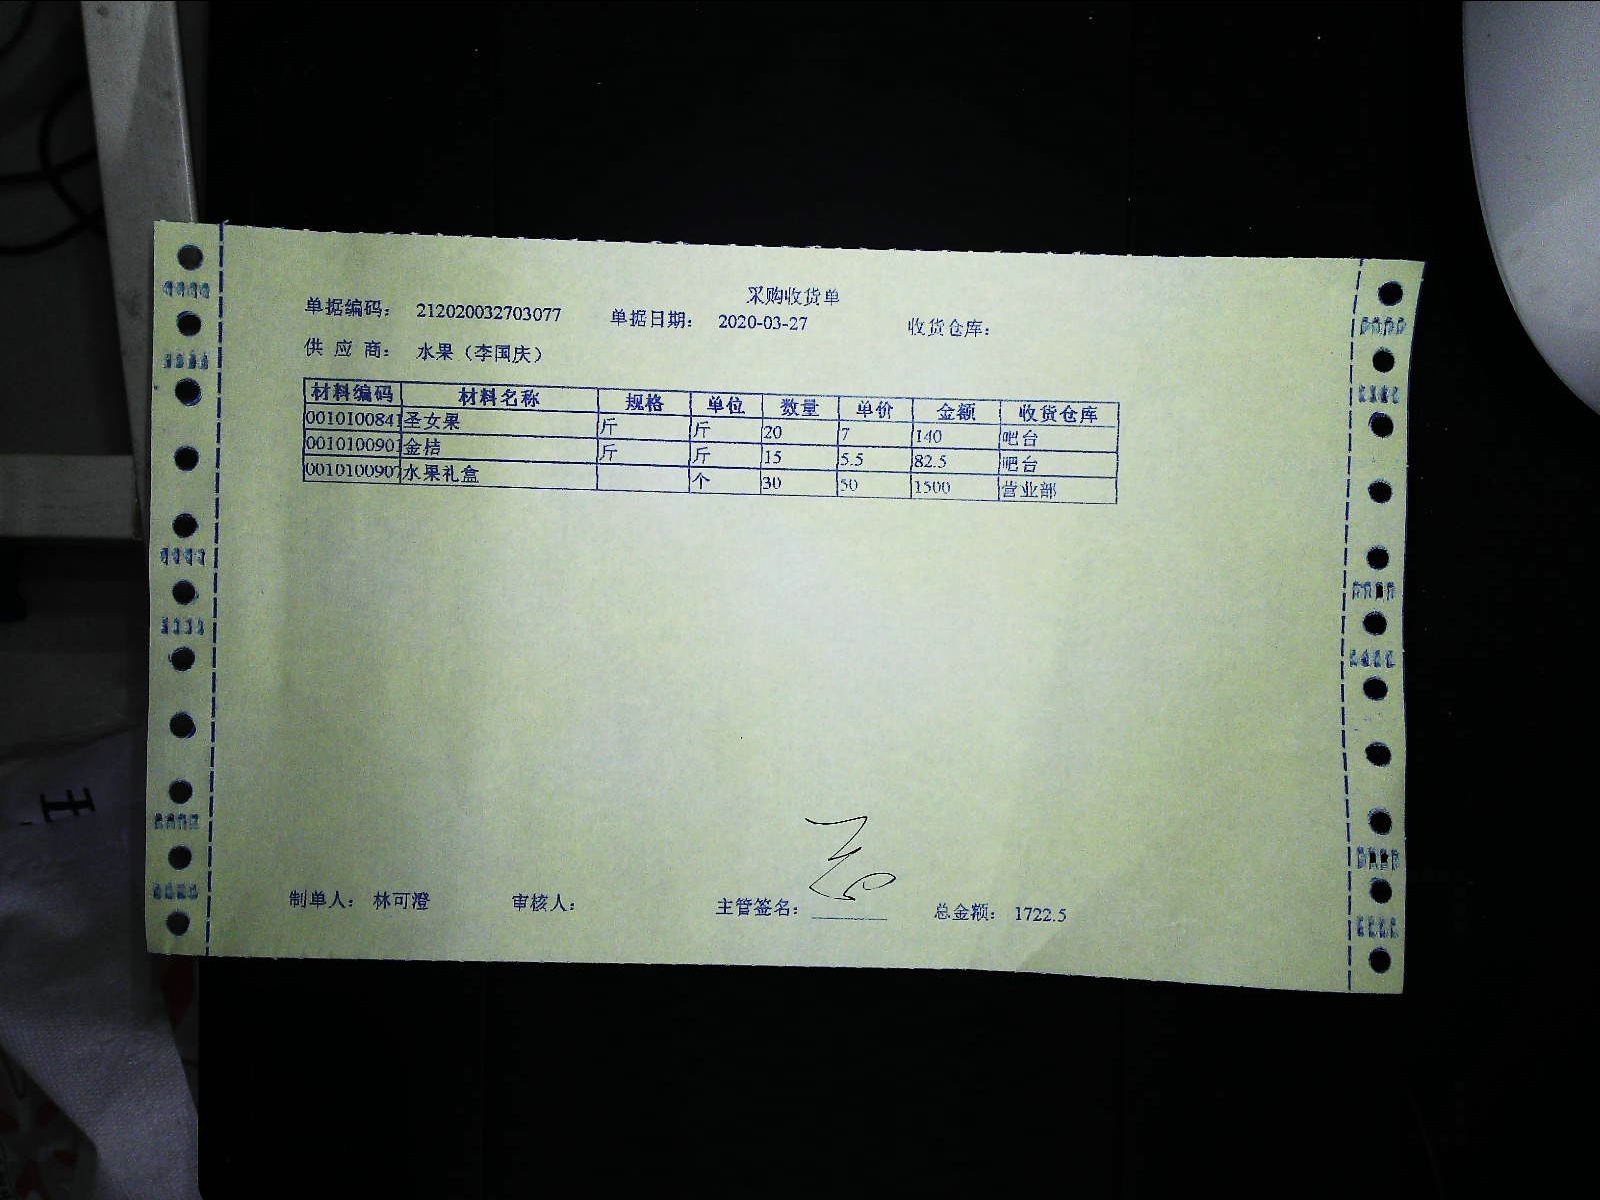 采购收货单
单据编码： 212020032703077 单据日期： 2020-03-27 收货仓库：
供 应 商： 水果（李国庆）
材料编码 材料名称 规格 单位 数量 单价 金额 收货仓库
0010100841 圣女果 斤 斤 20 7 140 吧台
0010100901 金桔 斤 斤 15 5.5 82.5 吧台
0010100907 水果礼盒 个 30 50 1500 营业部
制单人： 林可澄 审核人： 主管签名： 总金额： 1722.5